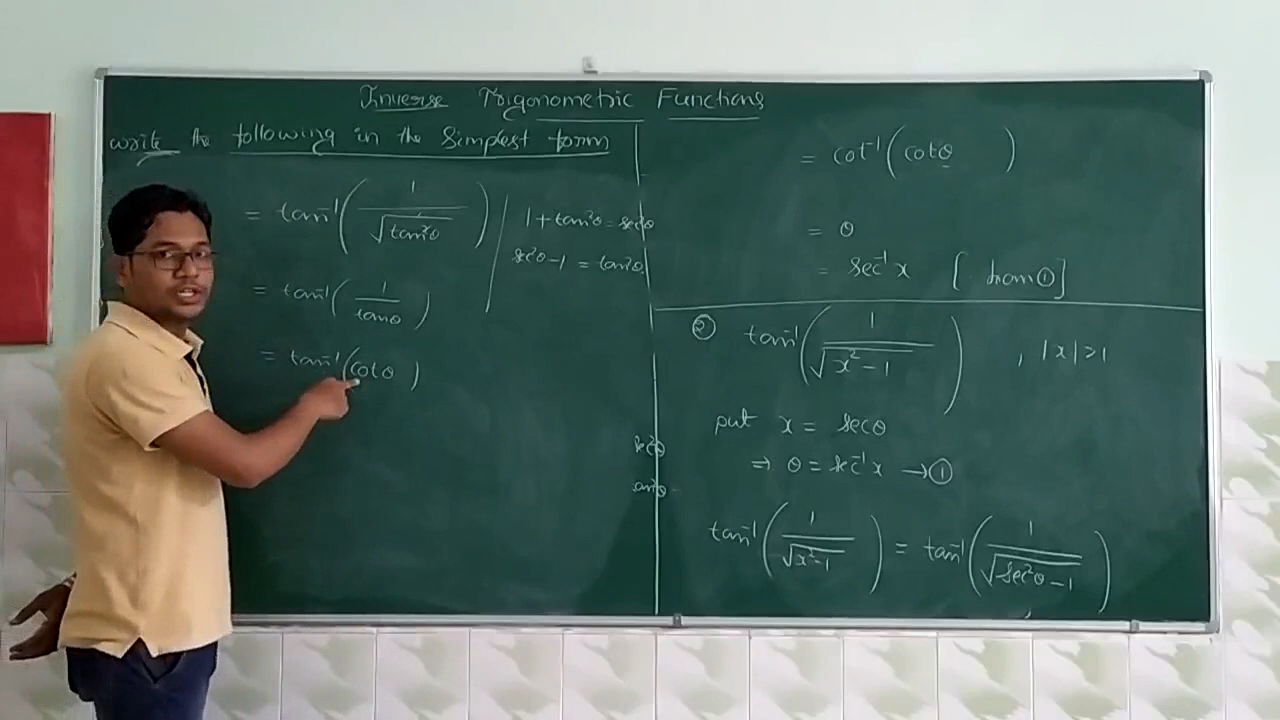 Inverse Trigonometric Functions
write the following in the Simplest form
= tan⁻¹(1/√tan²θ)
1 + tan²θ = sec²θ
sec²θ - 1 = tan²θ
= tan⁻¹(1/tanθ)
= tan⁻¹(cotθ)
= cot⁻¹(cotθ)
= θ
= sec⁻¹x [from ①]
② tan⁻¹(1/√x²-1) , |x|>1
put x = secθ
⇒ θ = sec⁻¹x → ①
tan⁻¹(1/√x²-1) = tan⁻¹(1/√sec²θ-1)